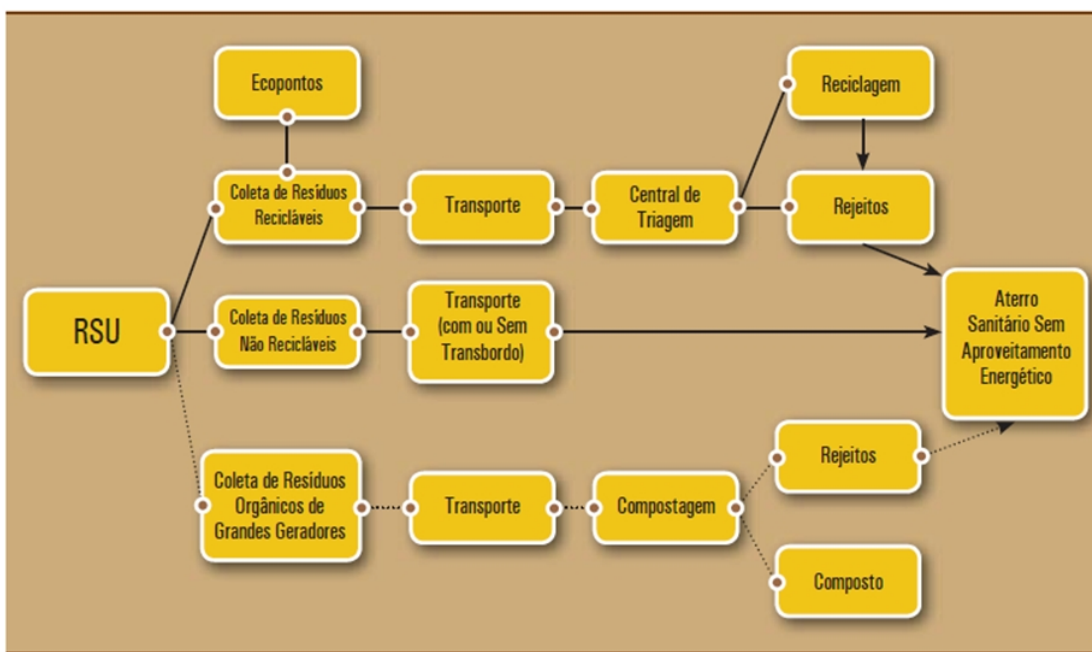 Ecopontos
Reciclagem
Coleta de Resíduos
Recicláveis
Transporte
Central de
Triagem
Rejeitos
RSU
Coleta de Resíduos
Não Recicláveis
Transporte
(com ou Sem
Transbordo)
Aterro
Sanitário Sem
Aproveitamento
Energético
Coleta de Resíduos
Orgânicos de
Grandes Geradores
Transporte
Compostagem
Rejeitos
Composto